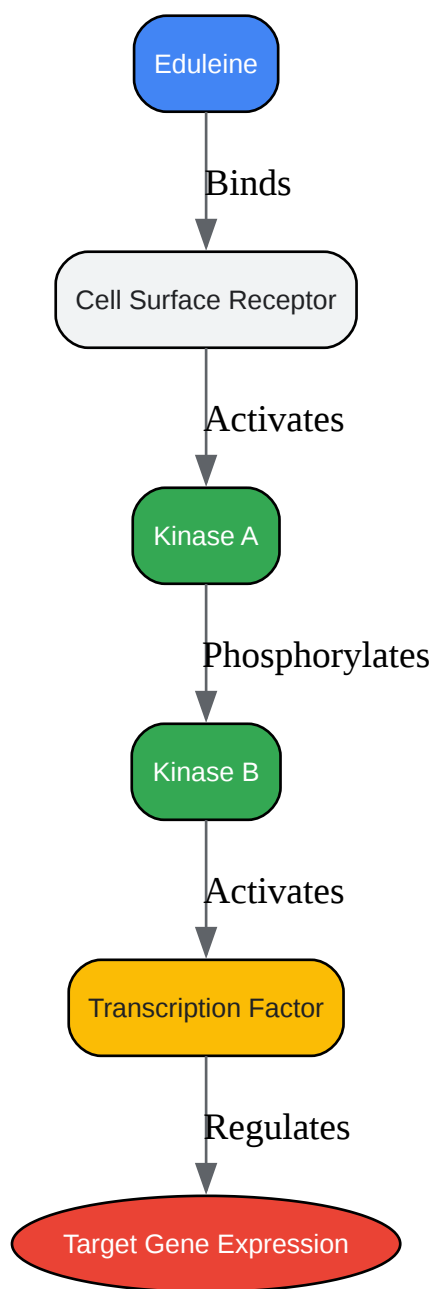 Eduleine
Binds
Cell Surface Receptor
Activates
Kinase A
Phosphorylates
Kinase B
Activates
Transcription Factor
Regulates
Target Gene Expression